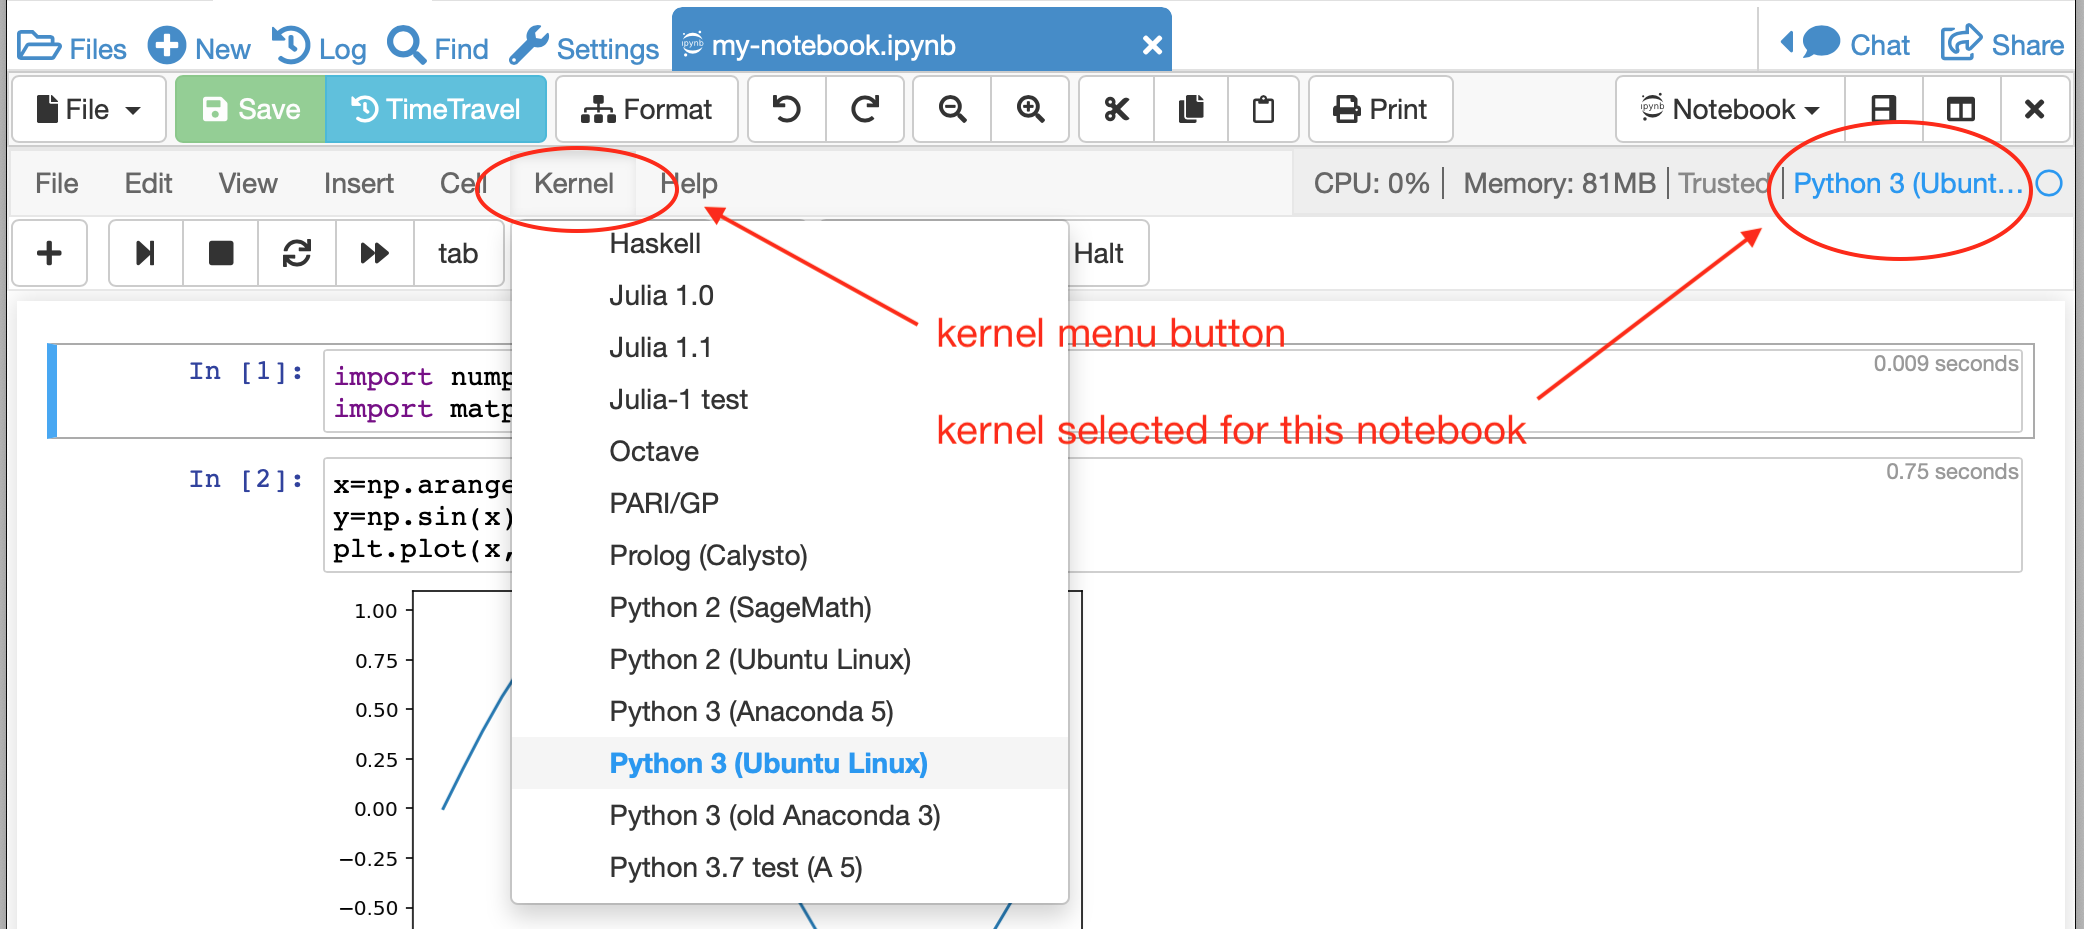 Files New Log Find Settings ipynb my-notebook.ipynb Chat Share
File Save TimeTravel Format Print ipynb Notebook
File Edit View Insert Cell Kernel Help CPU: 0% Memory: 81MB Trusted Python 3 (Ubunt...
tab Halt
Haskell
Julia 1.0
Julia 1.1
Julia-1 test
Octave
PARI/GP
Prolog (Calysto)
Python 2 (SageMath)
Python 2 (Ubuntu Linux)
Python 3 (Anaconda 5)
Python 3 (Ubuntu Linux)
Python 3 (old Anaconda 3)
Python 3.7 test (A 5)
kernel menu button
kernel selected for this notebook
In [1]:
import nump
import matp
0.009 seconds
In [2]:
x=np.arange
y=np.sin(x)
plt.plot(x,
0.75 seconds
1.00
0.75
0.50
0.25
0.00
−0.25
−0.50